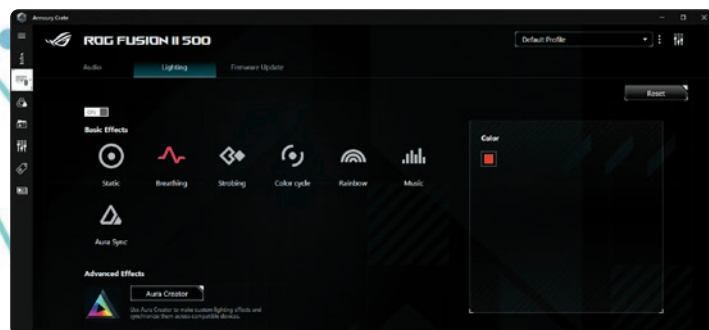 Armoury Crate
ROG FUSION II 500
Default Profile
Audio Lighting Firmware Update
Reset
ON
Basic Effects
Color
Static Breathing Strobing Color cycle Rainbow Music
Aura Sync
Advanced Effects
Aura Creator
Use Aura Creator to make custom lighting effects and
synchronize them across compatible devices.